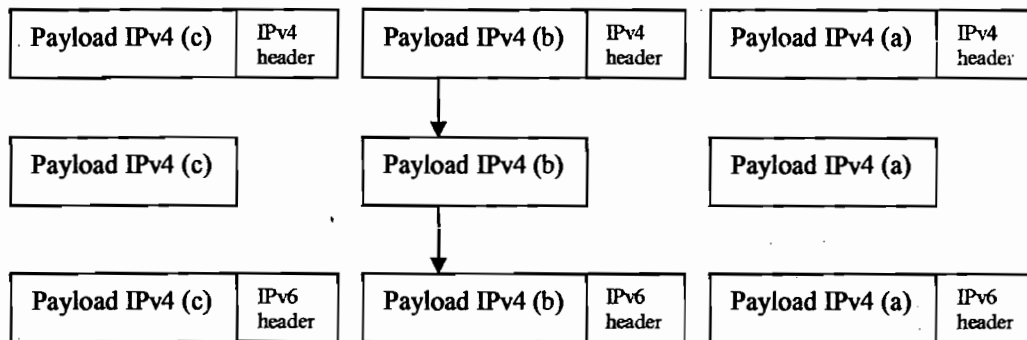 Payload IPv4 (c) IPv4 header Payload IPv4 (b) IPv4 header Payload IPv4 (a) IPv4 header
Payload IPv4 (c) Payload IPv4 (b) Payload IPv4 (a)
Payload IPv4 (c) IPv6 header Payload IPv4 (b) IPv6 header Payload IPv4 (a) IPv6 header